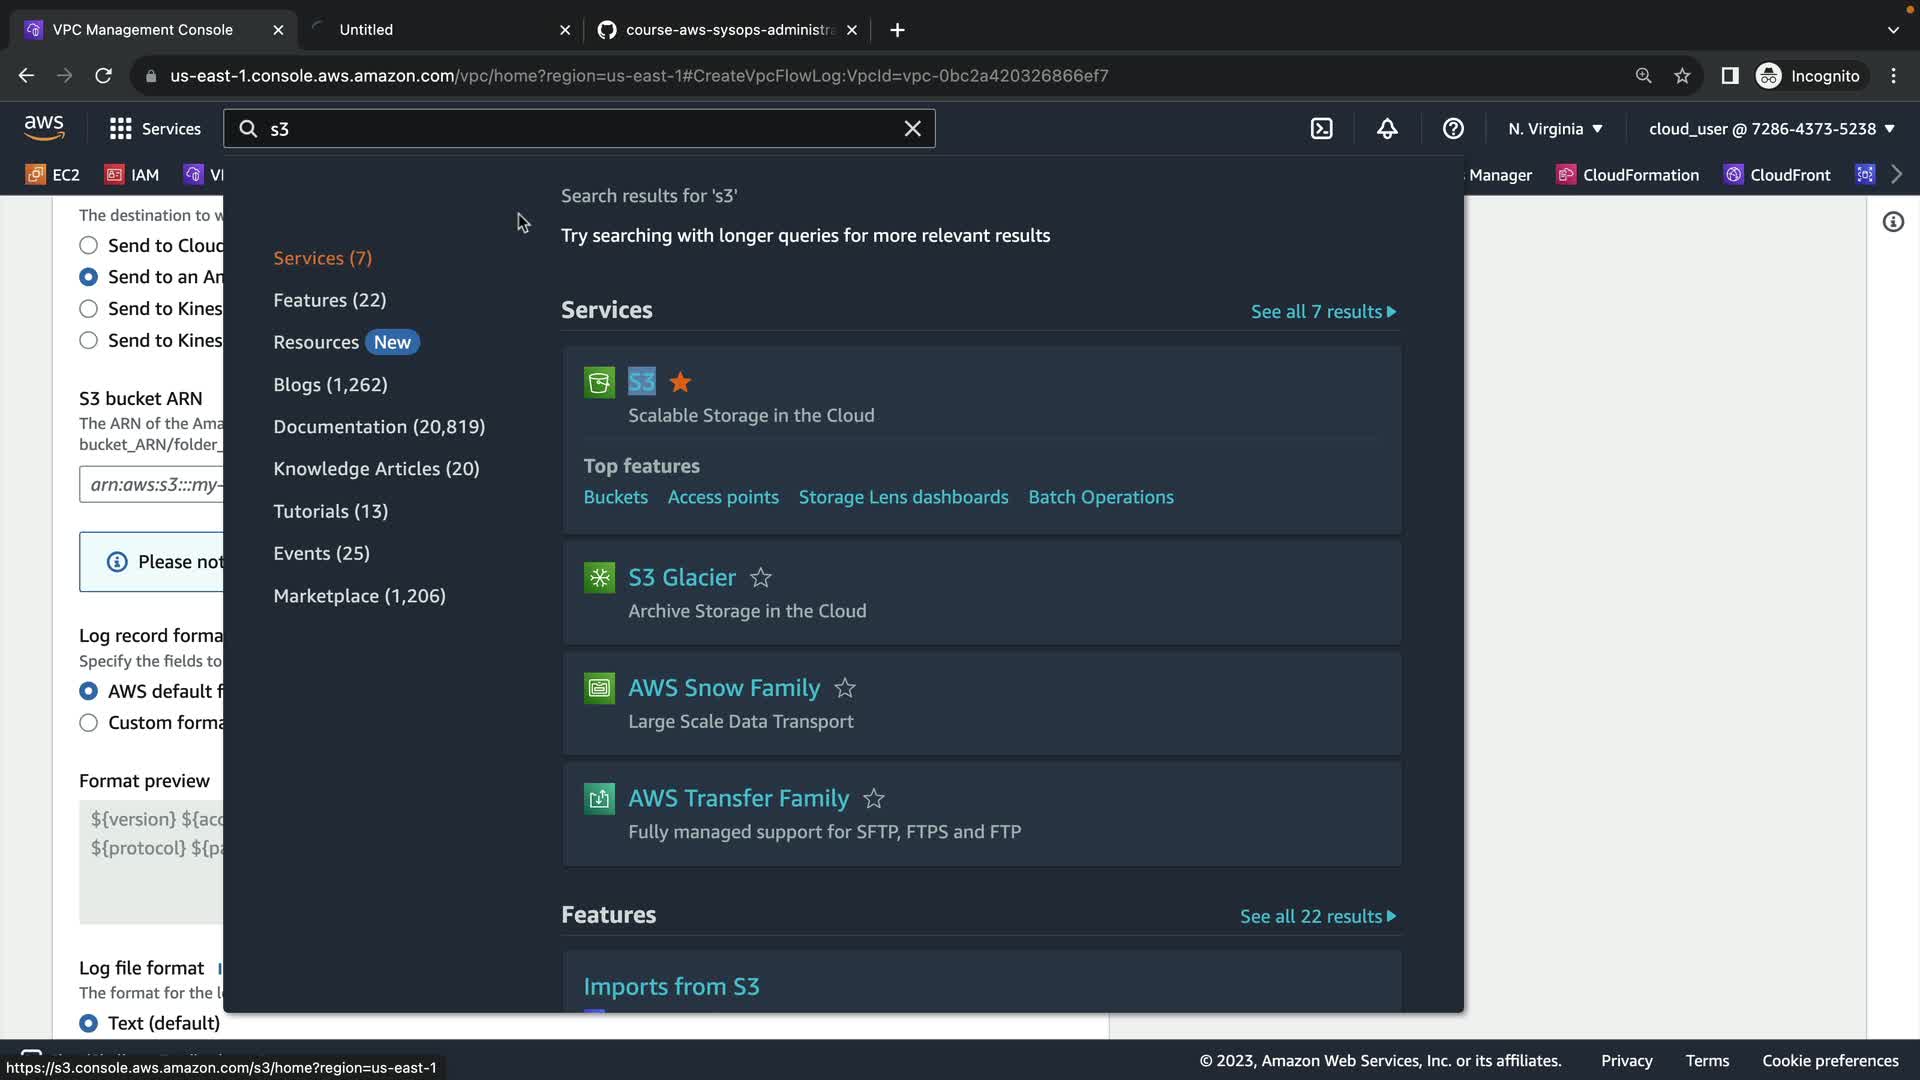 VPC Management Console
Untitled
course-aws-sysops-administra
us-east-1.console.aws.amazon.com/vpc/home?region=us-east-1#CreateVpcFlowLog:VpcId=vpc-0bc2a420326866ef7
Incognito
aws
Services
s3
N. Virginia
cloud_user @ 7286-4373-5238
EC2
IAM
Manager
CloudFormation
CloudFront
The destination to w
Send to Cloud
Send to an Am
Send to Kines
Send to Kines
S3 bucket ARN
The ARN of the Ama
bucket_ARN/folder_
arn:aws:s3:::my-
Please not
Log record forma
Specify the fields to
AWS default f
Custom forma
Format preview
${version} ${acc
${protocol} ${pa
Log file format
The format for the l
Text (default)
Services (7)
Features (22)
Resources New
Blogs (1,262)
Documentation (20,819)
Knowledge Articles (20)
Tutorials (13)
Events (25)
Marketplace (1,206)
Search results for 's3'
Try searching with longer queries for more relevant results
Services
See all 7 results
S3
Scalable Storage in the Cloud
Top features
Buckets Access points Storage Lens dashboards Batch Operations
S3 Glacier
Archive Storage in the Cloud
AWS Snow Family
Large Scale Data Transport
AWS Transfer Family
Fully managed support for SFTP, FTPS and FTP
Features
See all 22 results
Imports from S3
https://s3.console.aws.amazon.com/s3/home?region=us-east-1
© 2023, Amazon Web Services, Inc. or its affiliates.
Privacy
Terms
Cookie preferences